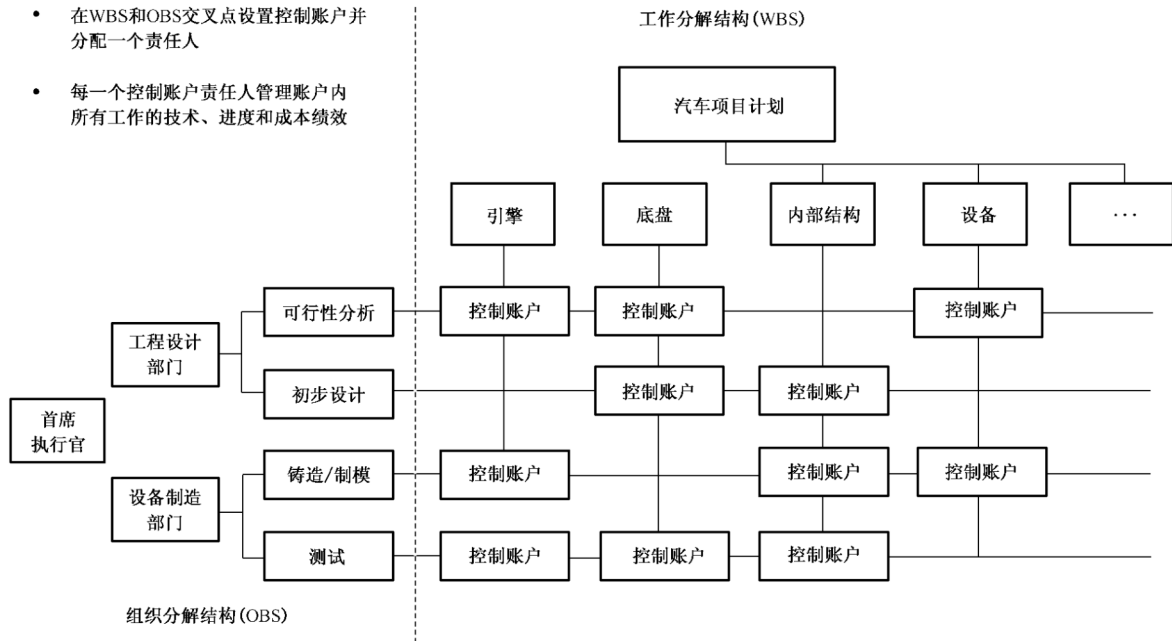 • 在WBS和OBS交叉点设置控制账户并
分配一个责任人
• 每一个控制账户责任人管理账户内
所有工作的技术、进度和成本绩效
工作分解结构(WBS)
汽车项目计划
引擎
底盘
内部结构
设备
...
可行性分析
控制账户
控制账户
控制账户
工程设计
部门
初步设计
控制账户
控制账户
首席
执行官
铸造/制模
控制账户
控制账户
控制账户
设备制造
部门
测试
控制账户
控制账户
控制账户
组织分解结构(OBS)